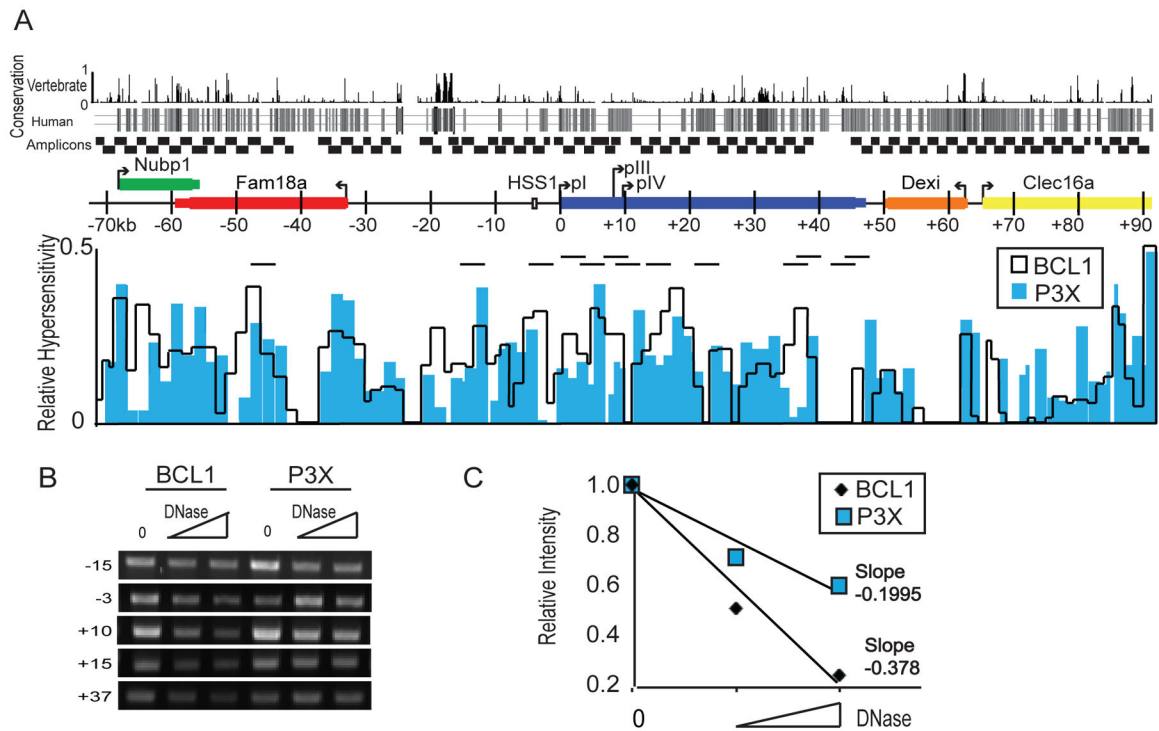 A
Conservation
1
Vertebrate
0
Human
Amplicons
Nubp1
Fam18a
HSS1
pI
pIII
pIV
Dexi
Clec16a
-70kb
-60
-50
-40
-30
-20
-10
0
+10
+20
+30
+40
+50
+60
+70
+80
+90
Relative Hypersensitivity
0.5
0
BCL1
P3X
B
BCL1
P3X
0
DNase
0
DNase
-15
-3
+10
+15
+37
C
Relative Intensity
1.0
0.8
0.6
0.4
0.2
BCL1
P3X
Slope
-0.1995
Slope
-0.378
0
DNase